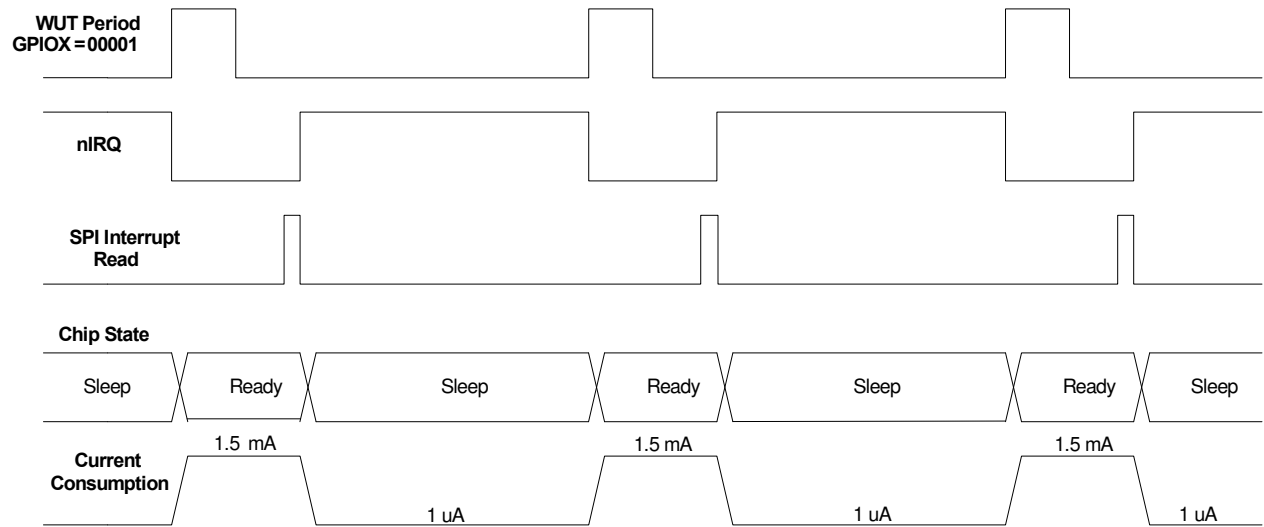 WUT Period
GPIOX = 00001
nIRQ
SPI Interrupt
Read
Chip State
Sleep Ready Sleep Ready Sleep Ready Sleep
1.5 mA 1.5 mA 1.5 mA
Current
Consumption
1 uA 1 uA 1 uA